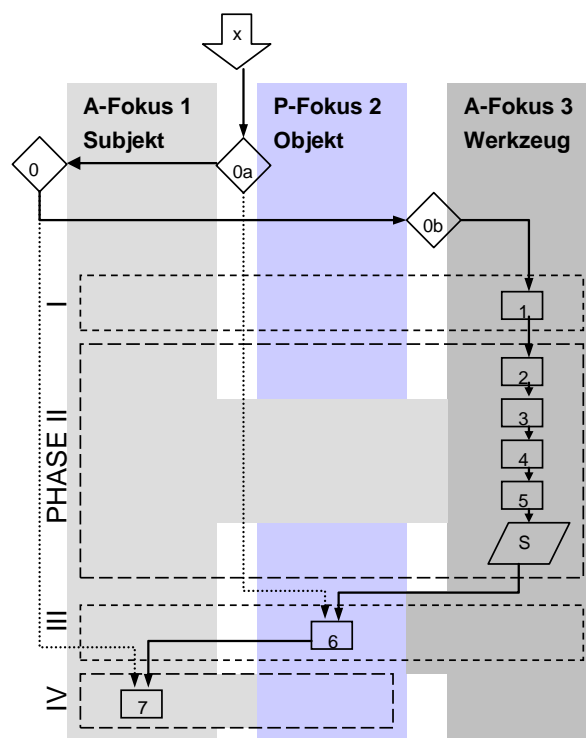 x
A-Fokus 1
Subjekt
P-Fokus 2
Objekt
A-Fokus 3
Werkzeug
0
0a
0b
I
1
PHASE II
2
3
4
5
S
III
6
IV
7